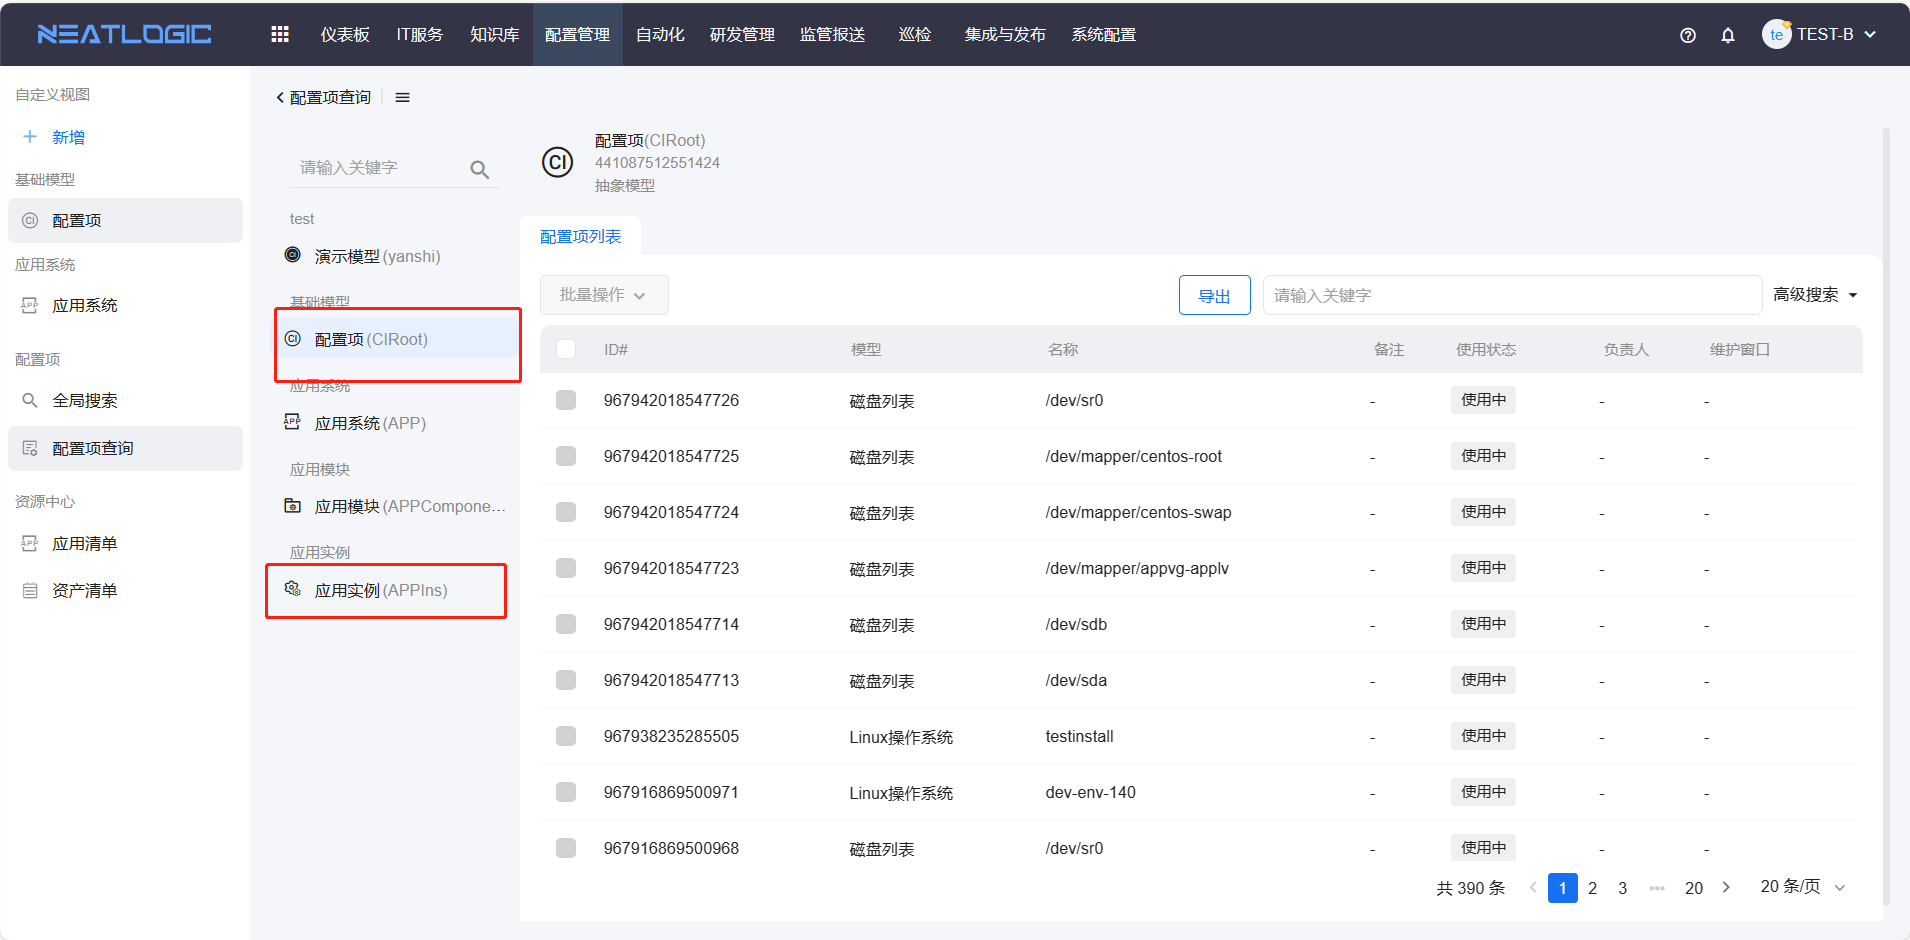 NEATLOGIC
仪表板 IT服务 知识库 配置管理 自动化 研发管理 监管报送 巡检 集成与发布 系统配置
te TEST-B
自定义视图
新增
基础模型
CI 配置项
应用系统
APP 应用系统
配置项
全局搜索
配置项查询
资源中心
APP 应用清单
资产清单
配置项查询
请输入关键字
test
CI 演示模型(yanshi)
基础模型
CI 配置项(CIRoot)
应用系统
APP 应用系统(APP)
应用模块
应用模块(APPCompone...
应用实例
应用实例(APPIns)
CI
配置项(CIRoot)
441087512551424
抽象模型
配置项列表
批量操作 导出 请输入关键字 高级搜索
ID# 模型 名称 备注 使用状态 负责人 维护窗口
967942018547726 磁盘列表 /dev/sr0 - 使用中 - -
967942018547725 磁盘列表 /dev/mapper/centos-root - 使用中 - -
967942018547724 磁盘列表 /dev/mapper/centos-swap - 使用中 - -
967942018547723 磁盘列表 /dev/mapper/appvg-applv - 使用中 - -
967942018547714 磁盘列表 /dev/sdb - 使用中 - -
967942018547713 磁盘列表 /dev/sda - 使用中 - -
967938235285505 Linux操作系统 testinstall - 使用中 - -
967916869500971 Linux操作系统 dev-env-140 - 使用中 - -
967916869500968 磁盘列表 /dev/sr0 - 使用中 - -
共 390 条 1 2 3 ••• 20 20 条/页